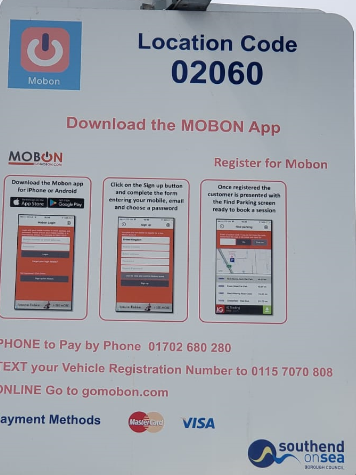 Location Code
02060
Mobon
Download the MOBON App
MOBON
Register for Mobon
Download the Mobon app
for iPhone or Android
App Store
Google Play
Click on the Sign up button
and complete the form
entering your mobile, email
and choose a password
Once registered the
customer is presented with
the Find Parking screen
ready to book a session
PHONE to Pay by Phone 01702 680 280
TEXT your Vehicle Registration Number to 0115 7070 808
ONLINE Go to gomobon.com
ayment Methods
MasterCard
VISA
southend
on sea
BOROUGH COUNCIL